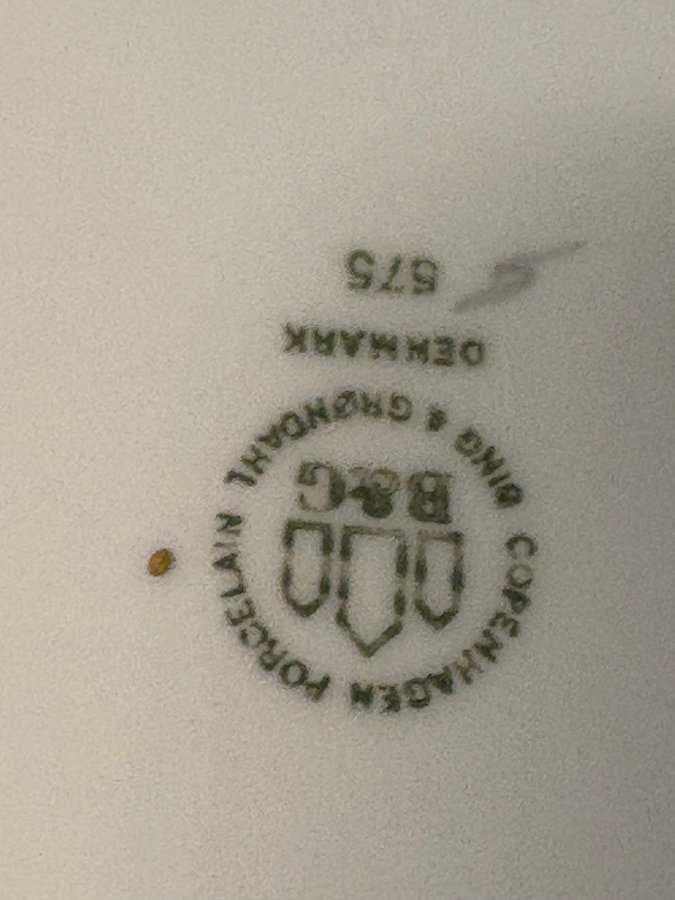 COPENHAGEN PORCELAIN
B&G
BING & GRØNDAHL
DENMARK
575